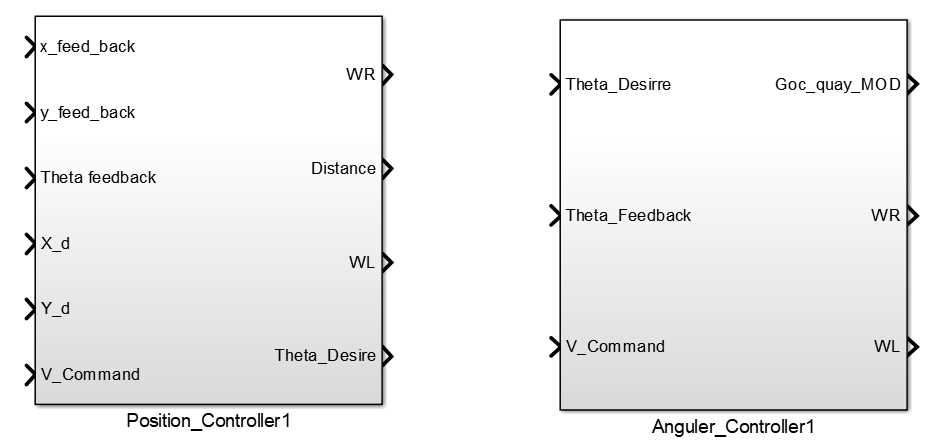 x_feed_back
y_feed_back
Theta feedback
X_d
Y_d
V_Command
WR
Distance
WL
Theta_Desire
Position_Controller1
Theta_Desirre
Theta_Feedback
V_Command
Goc_quay_MOD
WR
WL
Anguler_Controller1